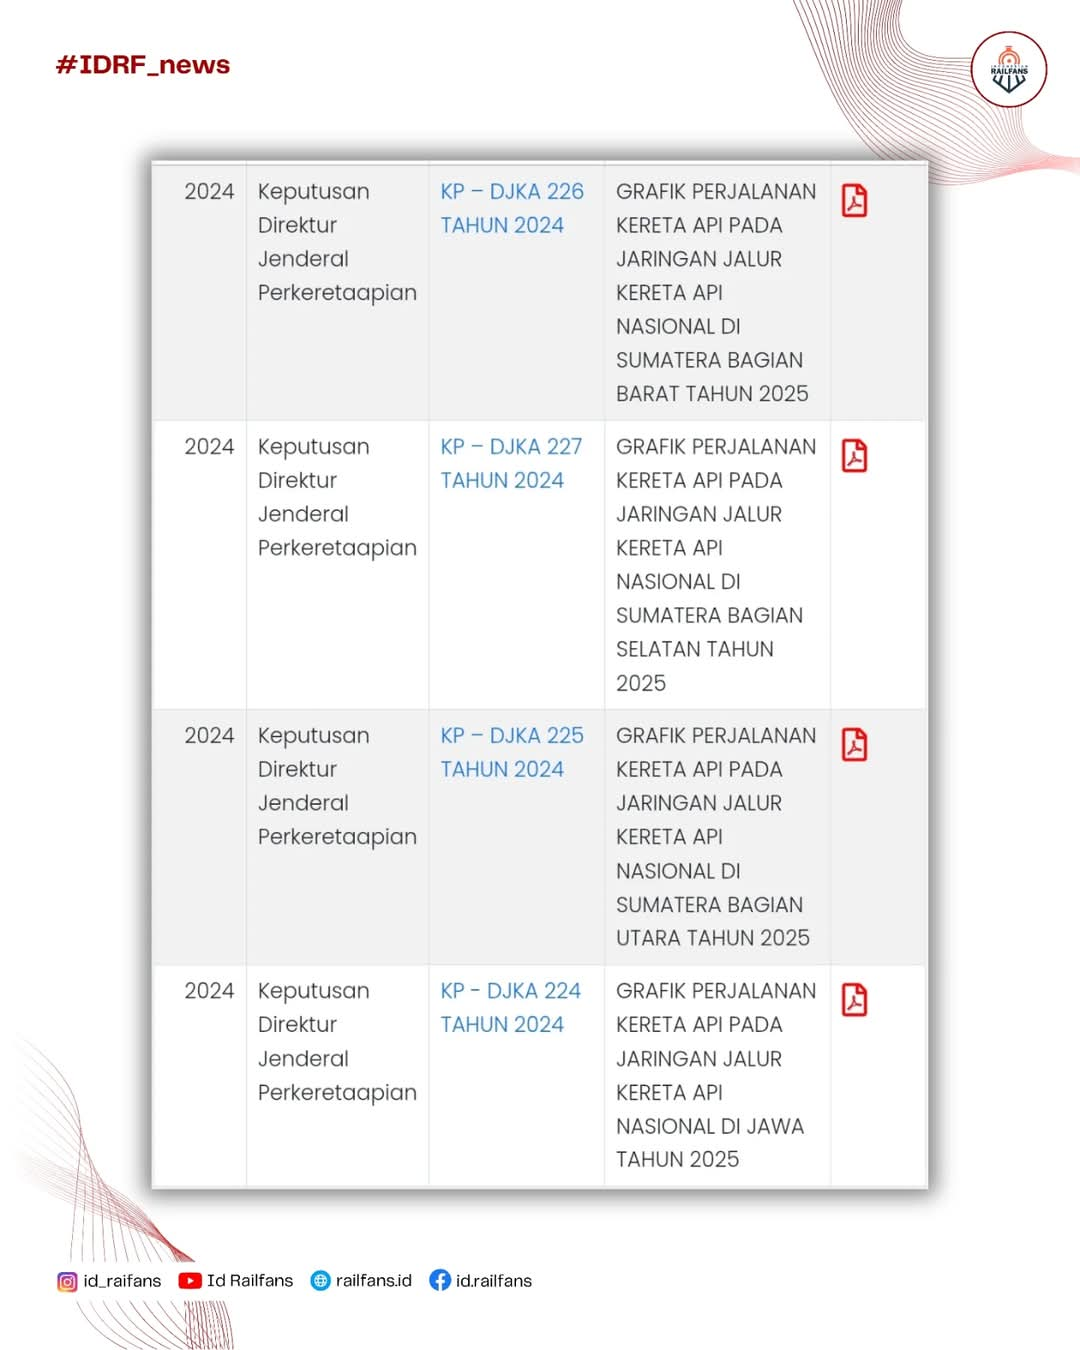 #IDRF_news
INDONESIAN
RAILFANS
2024
Keputusan
Direktur
Jenderal
Perkeretaapian
KP – DJKA 226
TAHUN 2024
GRAFIK PERJALANAN
KERETA API PADA
JARINGAN JALUR
KERETA API
NASIONAL DI
SUMATERA BAGIAN
BARAT TAHUN 2025
2024
Keputusan
Direktur
Jenderal
Perkeretaapian
KP – DJKA 227
TAHUN 2024
GRAFIK PERJALANAN
KERETA API PADA
JARINGAN JALUR
KERETA API
NASIONAL DI
SUMATERA BAGIAN
SELATAN TAHUN
2025
2024
Keputusan
Direktur
Jenderal
Perkeretaapian
KP – DJKA 225
TAHUN 2024
GRAFIK PERJALANAN
KERETA API PADA
JARINGAN JALUR
KERETA API
NASIONAL DI
SUMATERA BAGIAN
UTARA TAHUN 2025
2024
Keputusan
Direktur
Jenderal
Perkeretaapian
KP - DJKA 224
TAHUN 2024
GRAFIK PERJALANAN
KERETA API PADA
JARINGAN JALUR
KERETA API
NASIONAL DI JAWA
TAHUN 2025
id_raifans
Id Railfans
railfans.id
id.railfans